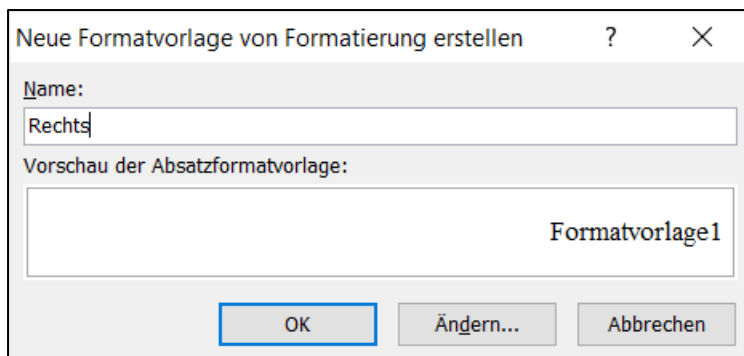 Neue Formatvorlage von Formatierung erstellen ? ×
Name:
Rechts
Vorschau der Absatzformatvorlage:
Formatvorlage1
OK Ändern... Abbrechen